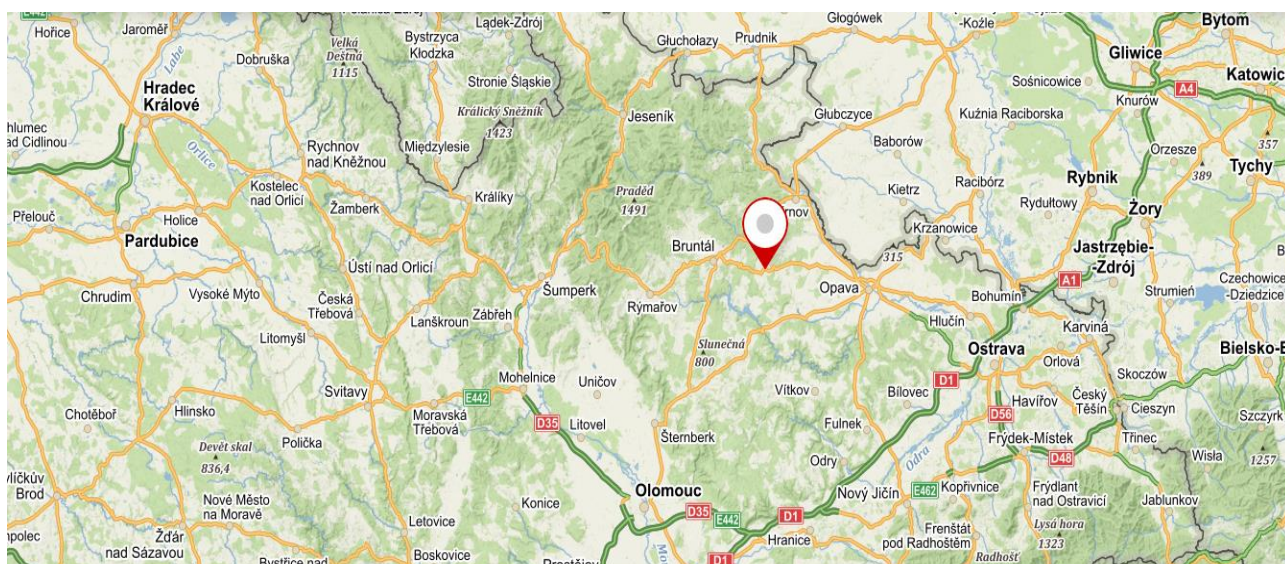 E442
Hořice
Jaroměř
Labe
Dobruška
Velká
Deštná
1115
Bystrzyca
Kłodzka
Lądek-Zdrój
Stronie Śląskie
Głuchołazy
Prudnik
Głogówek
-Koźle
Bytom
Gliwice
Katowic
A4
Sośnicowice
Knurów
Hradec
Králové
Králický Sněžník
1423
Jeseník
Głubczyce
Kuźnia Raciborska
hlumec
ad Cidlinou
Orlice
Rychnov
nad Kněžnou
Międzylesie
Baborów
Orzesze
357
Tychy
389
Kostelec
nad Orlicí
Králíky
Praděd
1491
Kietrz
Racibórz
Rybnik
Rydułtowy
Żory
Přelouč
Holice
Žamberk
rnov
Krzanowice
Pardubice
Bruntál
315
Jastrzębie-
-Zdrój
Ústí nad Orlicí
A1
Czechowice
-Dziedzice
Chrudim
Vysoké Mýto
Česká
Třebová
Šumperk
Rýmařov
Opava
Bohumín
Strumień
Litomyšl
Lanškroun
Zábřeh
Hlučín
Karviná
Slunečná
800
Ostrava
Orlová
Bielsko-B
Svitavy
Mohelnice
Uničov
Vítkov
Bílovec
D1
Skoczów
Chotěboř
Hlinsko
E442
Moravská
Třebová
D35
Litovel
D56
Havířov
Český
Těšín
Cieszyn
Szczyrk
Polička
Šternberk
Fulnek
Frýdek-Místek
Třinec
Devět skal
836,4
Odry
Odra
D48
Wisła
1257
vlíčkův
Brod
Nové Město
na Moravě
Konice
Olomouc
D35
E442
D1
Nový Jičín
E462
Kopřivnice
Frýdlant
nad Ostravicí
Jablunkov
mpolec
Žďár
nad Sázavou
Letovice
Boskovice
Hranice
Frenštát
pod Radhoštěm
Lysá hora
1323
Bystřice nad
D1
Radhošť